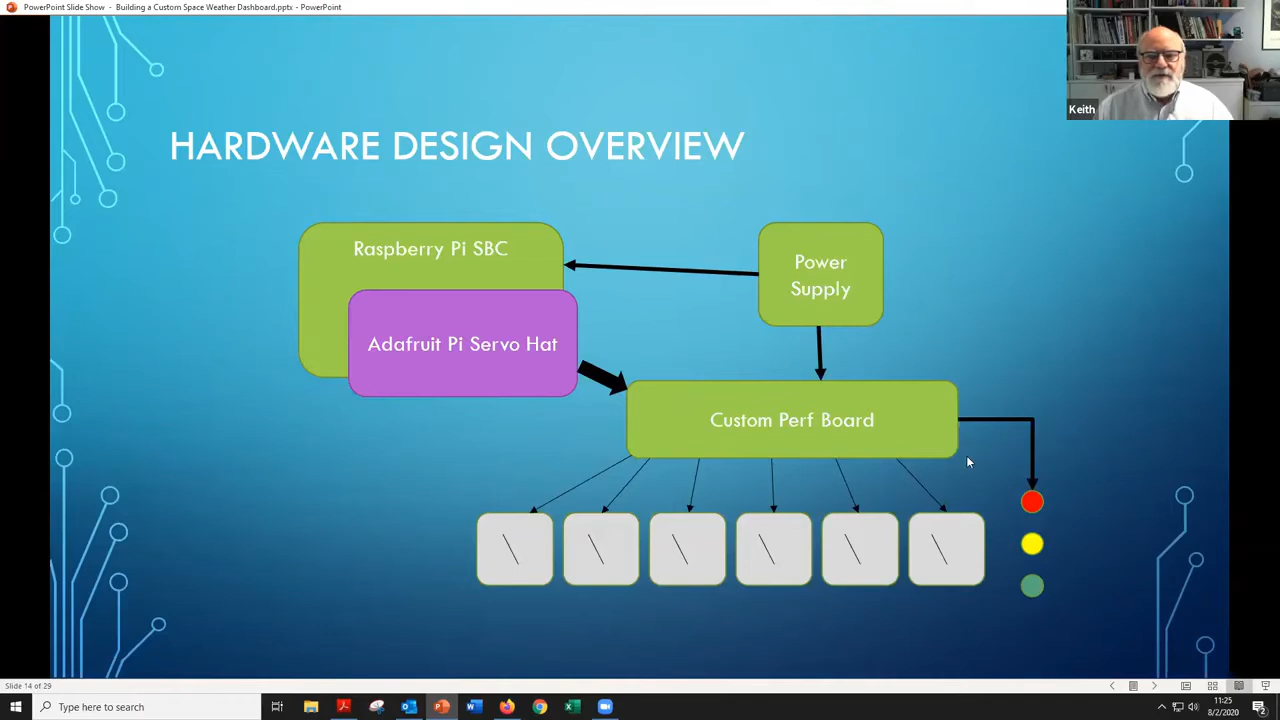 PowerPoint Slide Show - Building a Custom Space Weather Dashboard.pptx - PowerPoint
Keith
HARDWARE DESIGN OVERVIEW
Raspberry Pi SBC
Power
Supply
Adafruit Pi Servo Hat
Custom Perf Board
Slide 14 of 29
Type here to search
11:25
8/2/2020
2